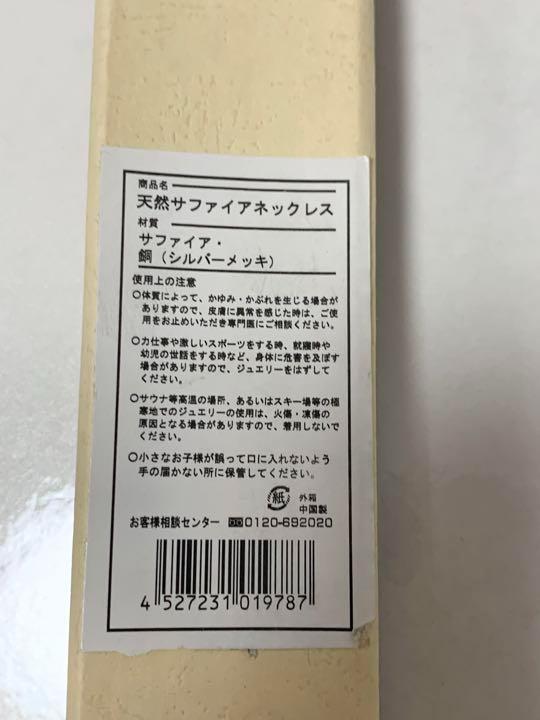 商品名
天然サファイアネックレス
材質
サファイア・
銅（シルバーメッキ）
使用上の注意
○体質によって、かゆみ・かぶれを生じる場合が
ありますので、皮膚に異常を感じた時は、ご使
用をお止めいただき専門医にご相談ください。
○力仕事や激しいスポーツをする時、就寝時や
幼児の世話をする時など、身体に危害を及ぼす
場合がありますので、ジュエリーをはずして
ください。
○サウナ等高温の場所、あるいはスキー場等の極
寒地でのジュエリーの使用は、火傷・凍傷の
原因となる場合がありますので、着用しないで
ください。
○小さなお子様が誤って口に入れないよう
手の届かない所に保管してください。
紙 外箱
中国製
お客様相談センター 0120-692020
4 527231 019787